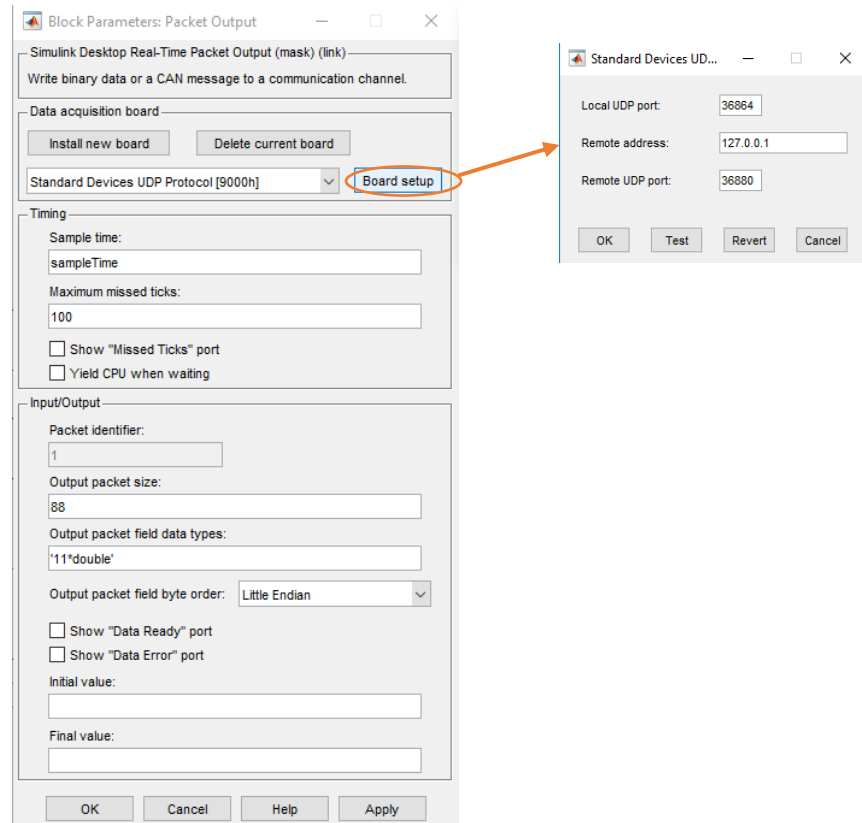 Block Parameters: Packet Output
Simulink Desktop Real-Time Packet Output (mask) (link)
Write binary data or a CAN message to a communication channel.
Data acquisition board
Install new board
Delete current board
Standard Devices UDP Protocol [9000h]
Board setup
Timing
Sample time:
sampleTime
Maximum missed ticks:
100
Show "Missed Ticks" port
Yield CPU when waiting
Input/Output
Packet identifier:
1
Output packet size:
88
Output packet field data types:
'11*double'
Output packet field byte order: Little Endian
Show "Data Ready" port
Show "Data Error" port
Initial value:
Final value:
OK Cancel Help Apply
Standard Devices UD...
Local UDP port: 36864
Remote address: 127.0.0.1
Remote UDP port: 36880
OK Test Revert Cancel